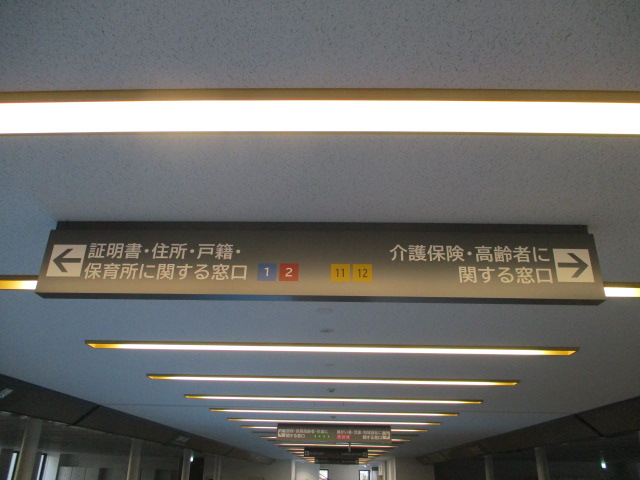 証明書・住所・戸籍・
保育所に関する窓口 1 2
11 12
介護保険・高齢者に
関する窓口